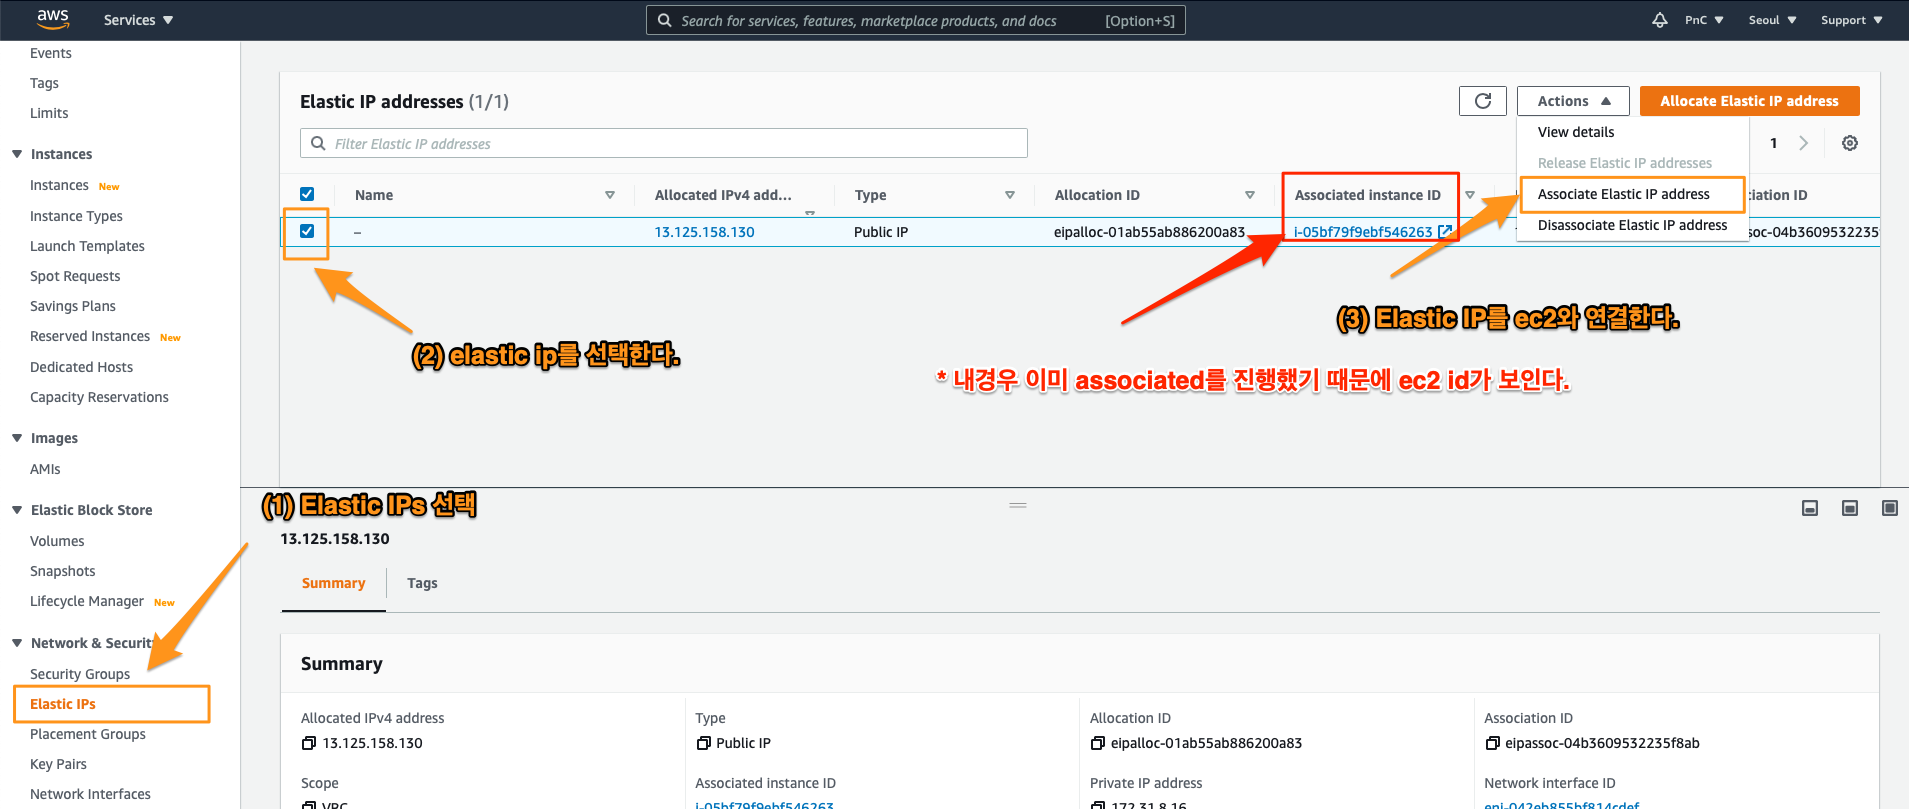 aws
Services
Search for services, features, marketplace products, and docs [Option+S]
PnC
Seoul
Support
Events
Tags
Limits
Instances
Instances New
Instance Types
Launch Templates
Spot Requests
Savings Plans
Reserved Instances New
Dedicated Hosts
Capacity Reservations
Images
AMIs
Elastic Block Store
Volumes
Snapshots
Lifecycle Manager New
Network & Securit
Security Groups
Elastic IPs
Placement Groups
Key Pairs
Network Interfaces
Elastic IP addresses (1/1)
Actions
Allocate Elastic IP address
Filter Elastic IP addresses
1
View details
Release Elastic IP addresses
Associate Elastic IP address
Disassociate Elastic IP address
Name
Allocated IPv4 add...
Type
Allocation ID
Associated instance ID
iation ID
–
13.125.158.130
Public IP
eipalloc-01ab55ab886200a83
i-05bf79f9ebf546263
soc-04b3609532235
(2) elastic ip를 선택한다.
(3) Elastic IP를 ec2와 연결한다.
* 내경우 이미 associated를 진행했기 때문에 ec2 id가 보인다.
(1) Elastic IPs 선택
13.125.158.130
Summary
Tags
Summary
Allocated IPv4 address
13.125.158.130
Type
Public IP
Allocation ID
eipalloc-01ab55ab886200a83
Association ID
eipassoc-04b3609532235f8ab
Scope
VPC
Associated instance ID
i-05bf79f9ebf546263
Private IP address
172.31.8.16
Network interface ID
eni-042eb855bf814cdef